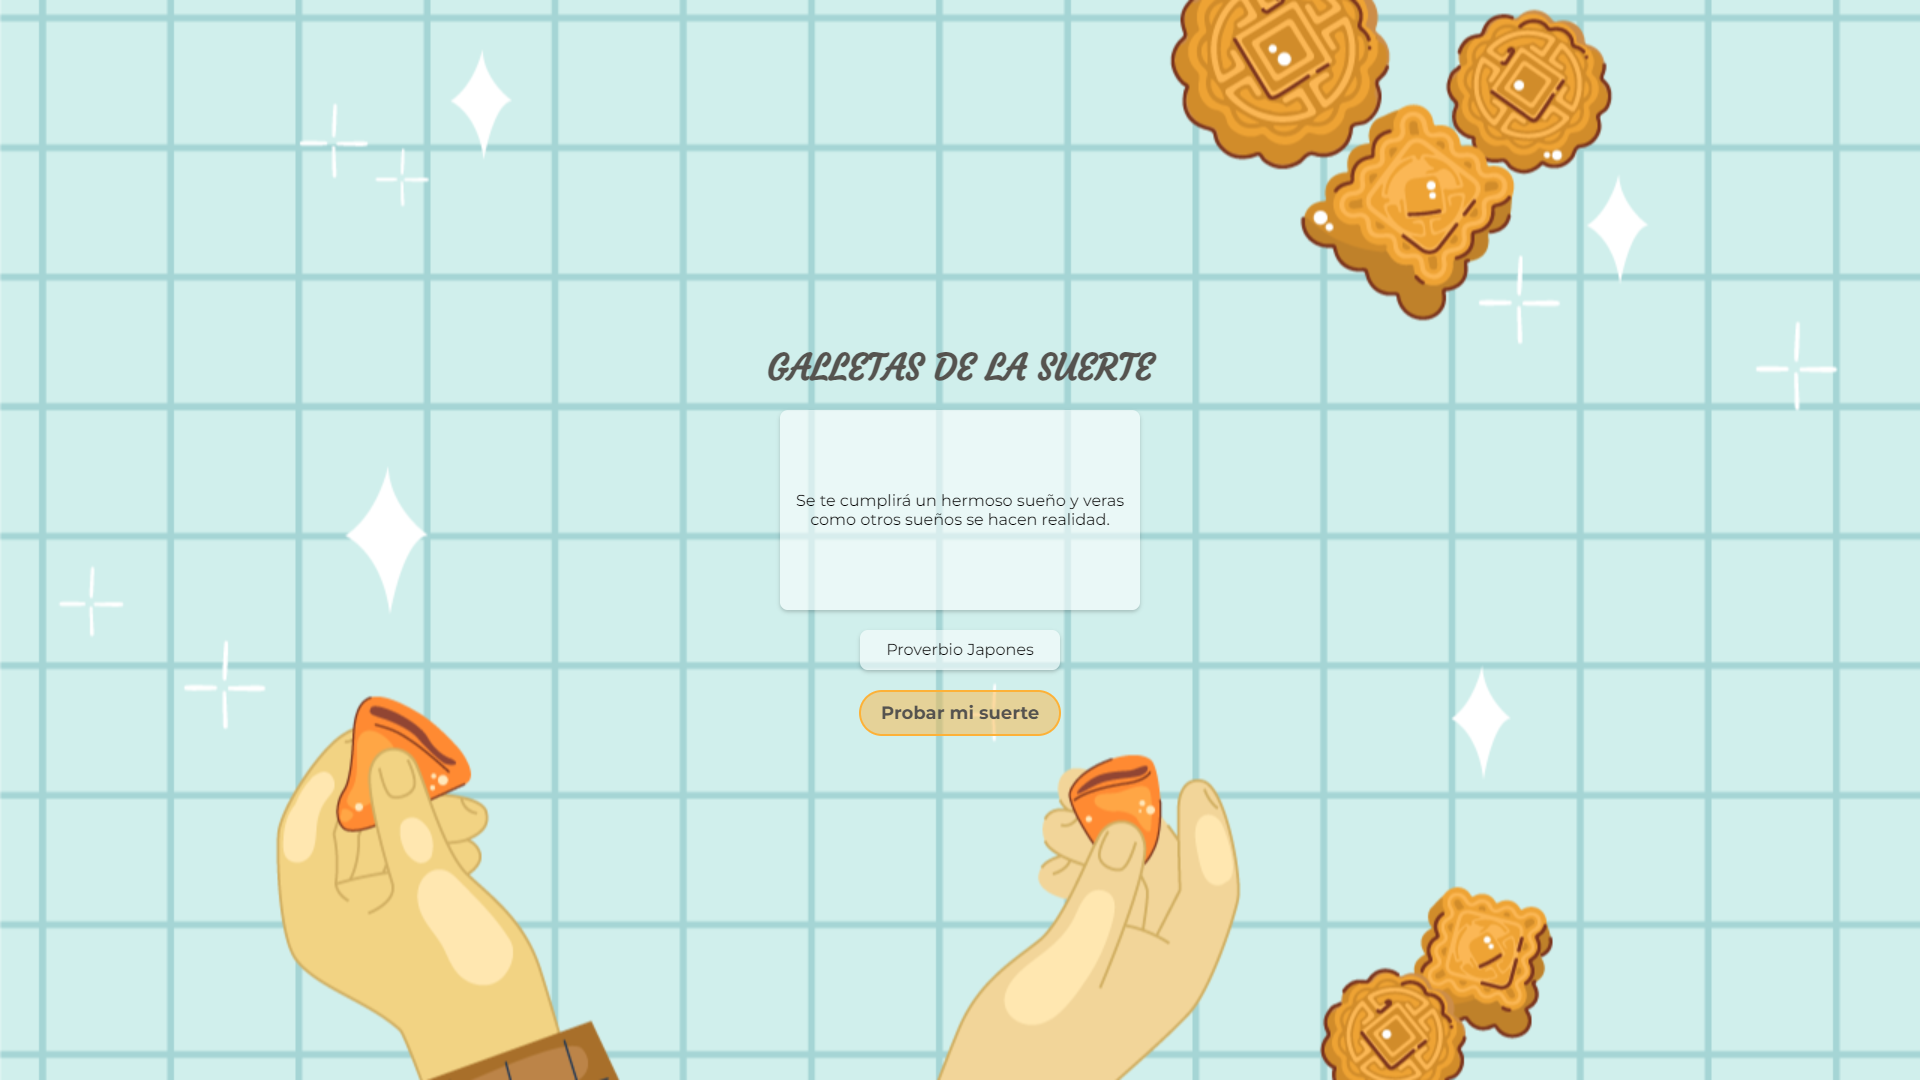 GALLETAS DE LA SUERTE
Se te cumplirá un hermoso sueño y veras
como otros sueños se hacen realidad.
Proverbio Japones
Probar mi suerte